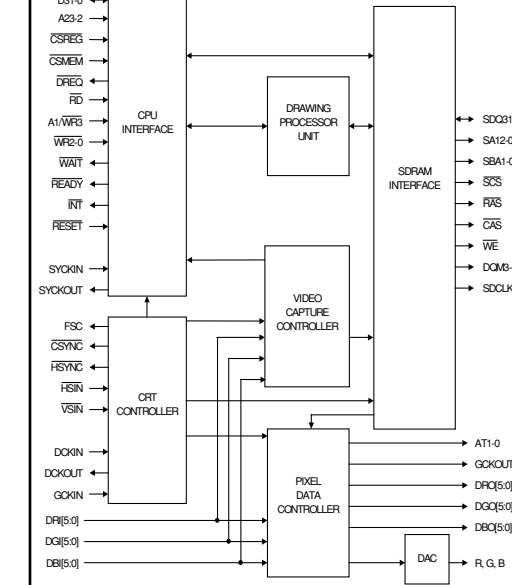 D31-0
A23-2
CSREG
CSMEM
DREQ
RD
A1/WR3
WR2-0
WAIT
READY
INT
RESET
SYCKIN
SYCKOUT
FSC
CSYNC
HSYNC
HSIN
VSIN
DCKIN
DCKOUT
GCKIN
DRI[5:0]
DGI[5:0]
DBI[5:0]
CPU
INTERFACE
CRT
CONTROLLER
DRAWING
PROCESSOR
UNIT
VIDEO
CAPTURE
CONTROLLER
PIXEL
DATA
CONTROLLER
SDRAM
INTERFACE
DAC
SDQ31
SA12-0
SBA1-0
SCS
RAS
CAS
WE
DQM3-
SDCLK
AT1-0
GCKOUT
DRO[5:0]
DGO[5:0]
DBO[5:0]
R, G, B